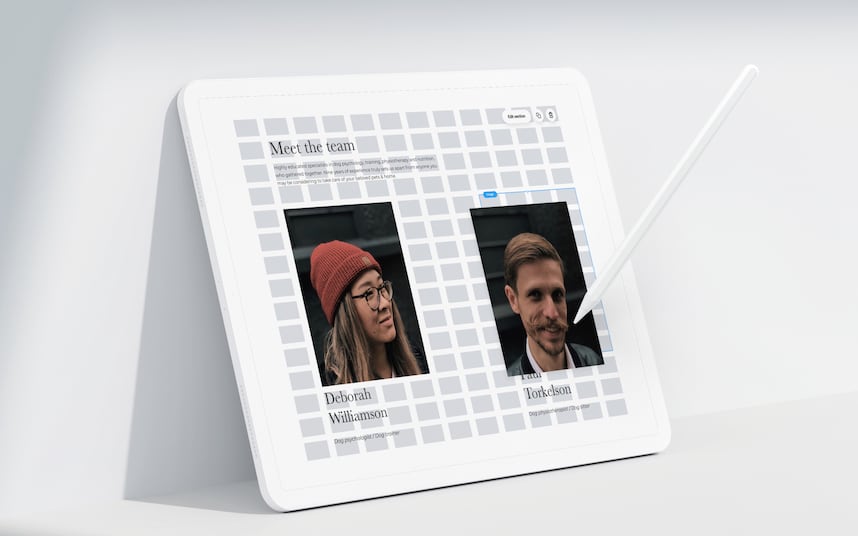 Edit section
Meet the team
Highly educated specialists in dog psychology, training, physiotherapy and nutrition,
who gathered together. Nine years of experience truly sets us apart from anyone you
may be considering to take care of your beloved pets & home.
Deborah
Williamson
Dog psychologist / Dog trainer
Paul
Torkelson
Dog physiotherapist / Dog sitter